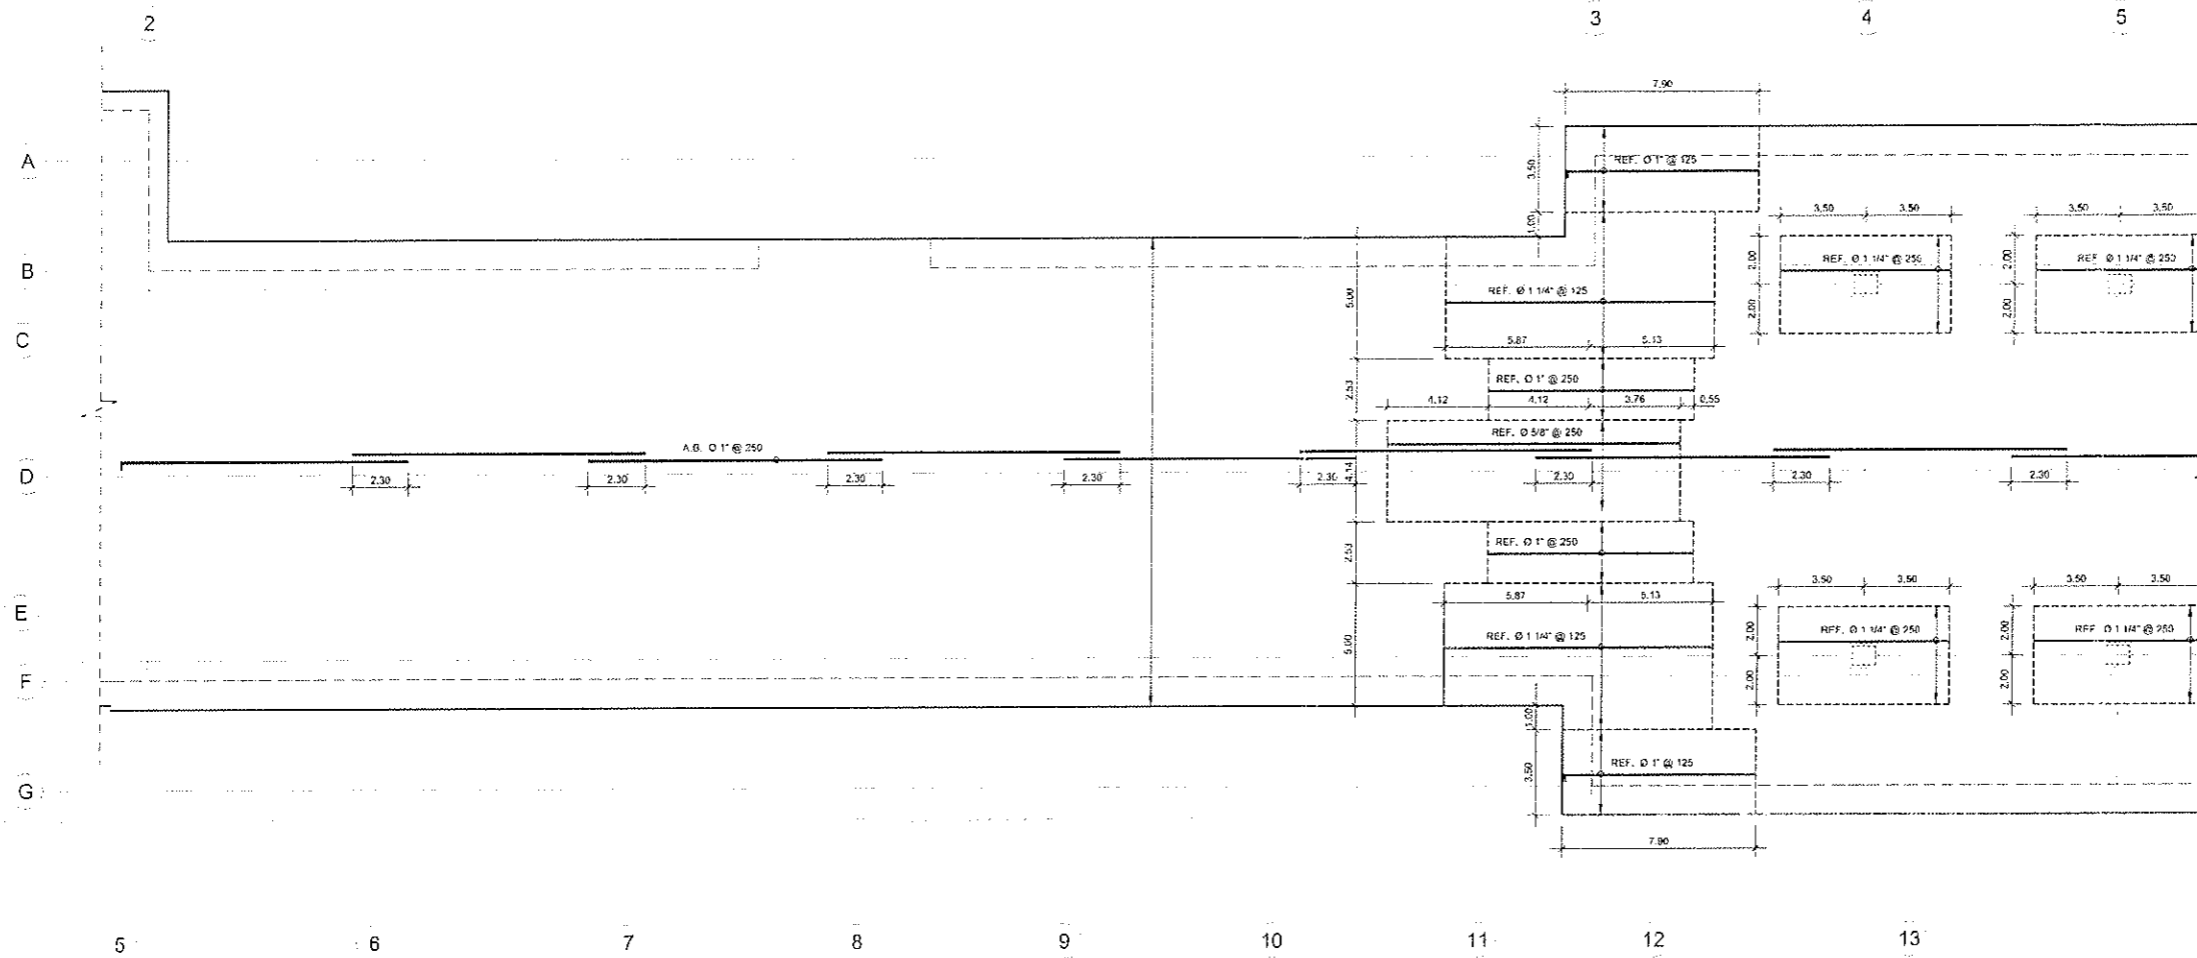 2
3
4
5
7.90
A
3.50
REF. Ø 1" @ 125
1.00
3.50 3.50
3.50 3.50
B
2.00
REF. Ø 1 1/4" @ 250
2.00
REF. Ø 1 1/4" @ 250
5.00
REF. Ø 1 1/4" @ 125
2.00
2.00
C
5.87 5.13
2.53
REF. Ø 1" @ 250
4.12 4.12 3.76 0.55
REF. Ø 5/8" @ 250
A.B. Ø 1" @ 250
D
2.30
2.30
2.30
2.30
2.30
4.14
2.30
2.30
2.30
2.53
REF. Ø 1" @ 250
3.50 3.50
3.50 3.50
E
5.87 5.13
2.00
REF. Ø 1 1/4" @ 250
2.00
REF. Ø 1 1/4" @ 250
5.00
REF. Ø 1 1/4" @ 125
F
2.00
2.00
1.00
3.50
REF. Ø 1" @ 125
G
7.90
5
6
7
8
9
10
11
12
13